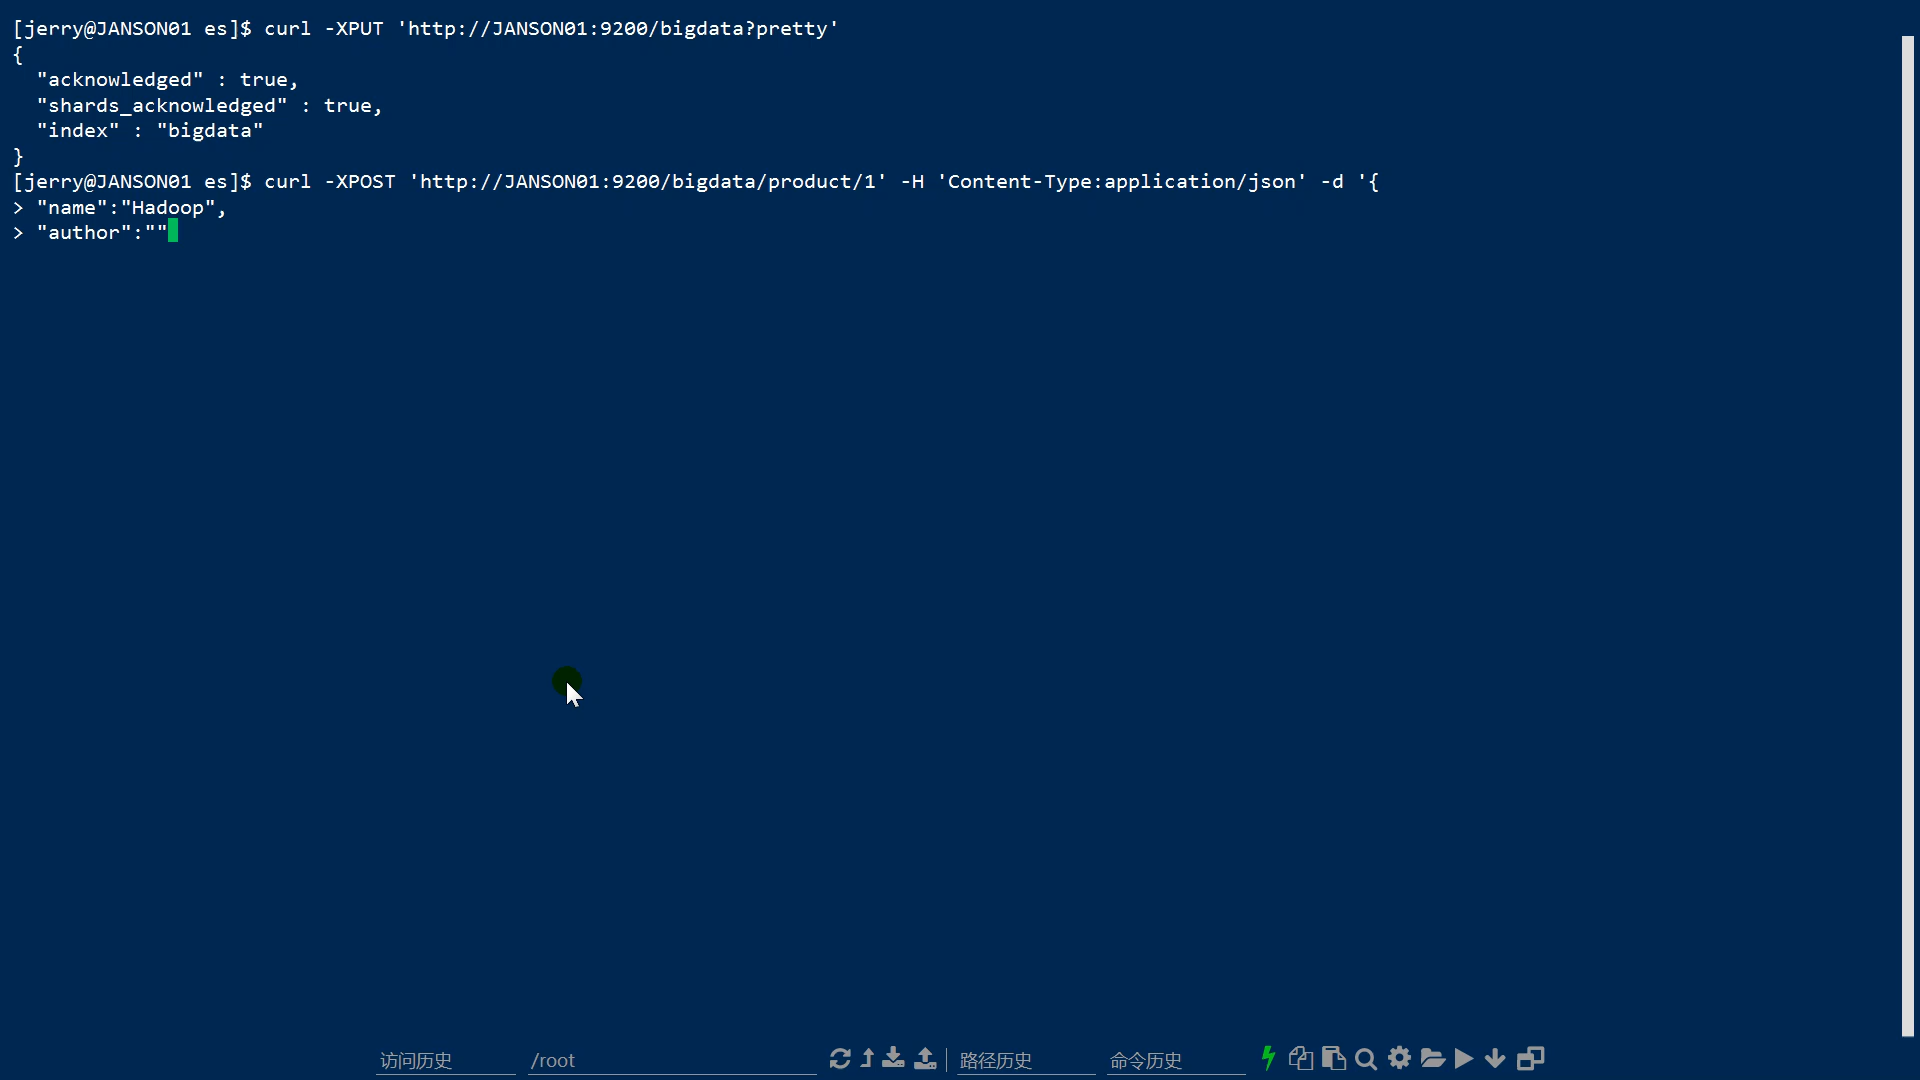 [jerry@JANSON01 es]$ curl -XPUT 'http://JANSON01:9200/bigdata?pretty'
{
  "acknowledged" : true,
  "shards_acknowledged" : true,
  "index" : "bigdata"
}
[jerry@JANSON01 es]$ curl -XPOST 'http://JANSON01:9200/bigdata/product/1' -H 'Content-Type:application/json' -d '{
> "name":"Hadoop",
> "author":""
访问历史 /root 路径历史 命令历史